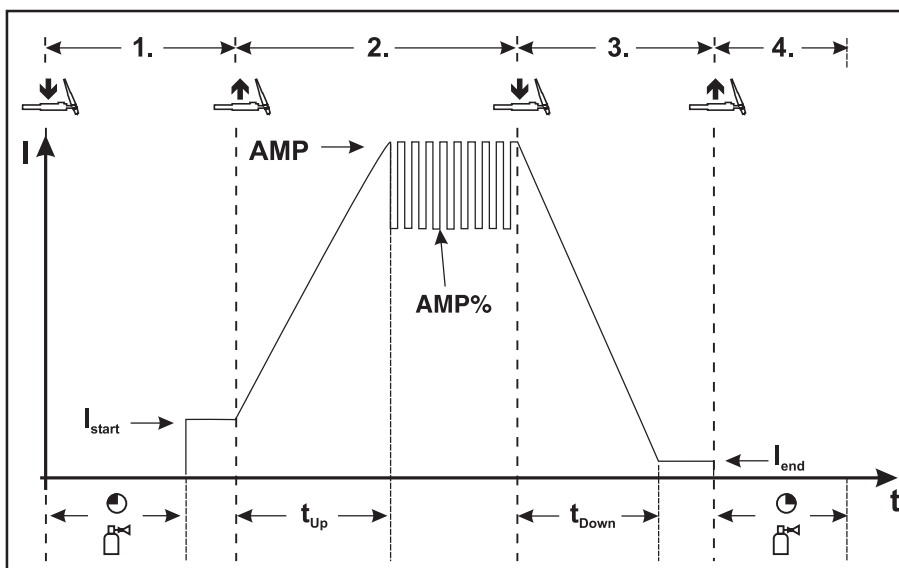 1. 2. 3. 4.
AMP
I
AMP%
Istart
Iend
t
tUp tDown